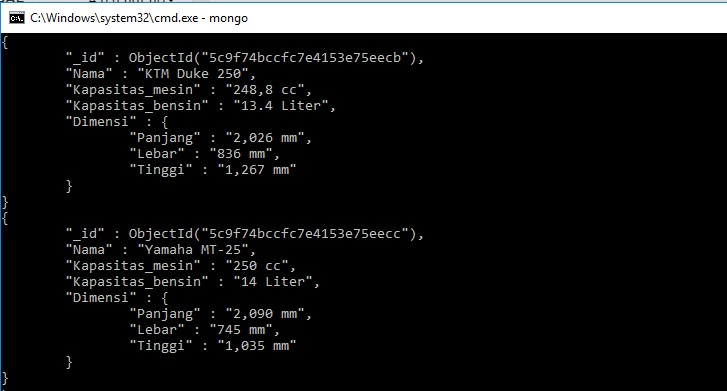 C:\Windows\system32\cmd.exe - mongo
{
"_id" : ObjectId("5c9f74bccfc7e4153e75eecb"),
"Nama" : "KTM Duke 250",
"Kapasitas_mesin" : "248,8 cc",
"Kapasitas_bensin" : "13.4 Liter",
"Dimensi" : {
"Panjang" : "2,026 mm",
"Lebar" : "836 mm",
"Tinggi" : "1,267 mm"
}
}
{
"_id" : ObjectId("5c9f74bccfc7e4153e75eecc"),
"Nama" : "Yamaha MT-25",
"Kapasitas_mesin" : "250 cc",
"Kapasitas_bensin" : "14 Liter",
"Dimensi" : {
"Panjang" : "2,090 mm",
"Lebar" : "745 mm",
"Tinggi" : "1,035 mm"
}
}